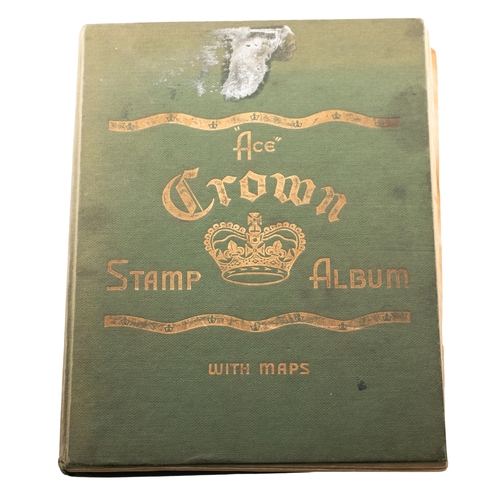 "Ace"
Crown
STAMP ALBUM
WITH MAPS